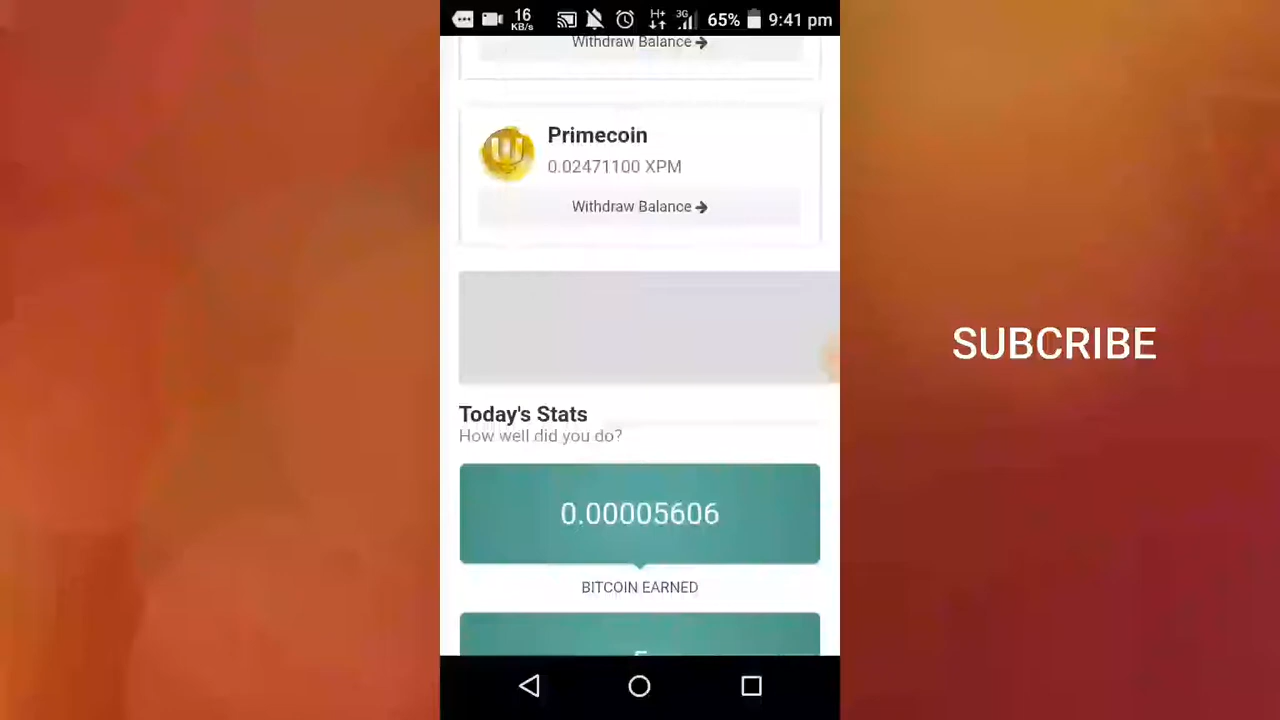 16 KB/s H+ 3G 65% 9:41 pm
Withdraw Balance
Primecoin
0.02471100 XPM
Withdraw Balance
Today's Stats
How well did you do?
0.00005606
BITCOIN EARNED
SUBCRIBE